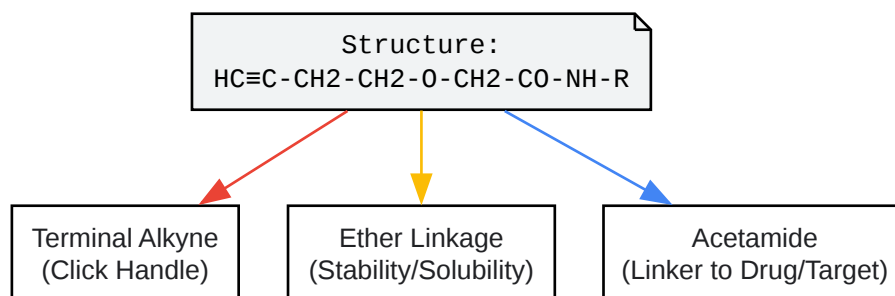 Structure:
HC≡C-CH2-CH2-O-CH2-CO-NH-R
Terminal Alkyne
(Click Handle)
Ether Linkage
(Stability/Solubility)
Acetamide
(Linker to Drug/Target)